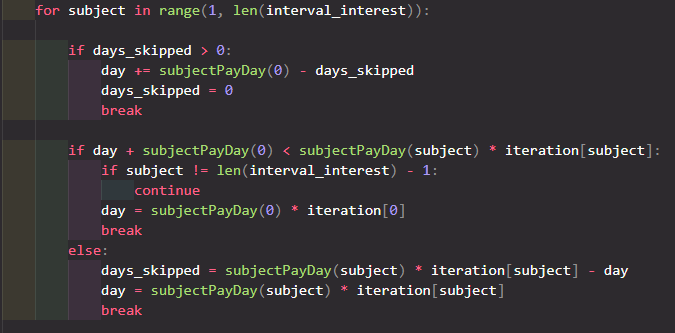 for subject in range(1, len(interval_interest)):
if days_skipped > 0:
day += subjectPayDay(0) - days_skipped
days_skipped = 0
break
if day + subjectPayDay(0) < subjectPayDay(subject) * iteration[subject]:
if subject != len(interval_interest) - 1:
continue
day = subjectPayDay(0) * iteration[0]
break
else:
days_skipped = subjectPayDay(subject) * iteration[subject] - day
day = subjectPayDay(subject) * iteration[subject]
break